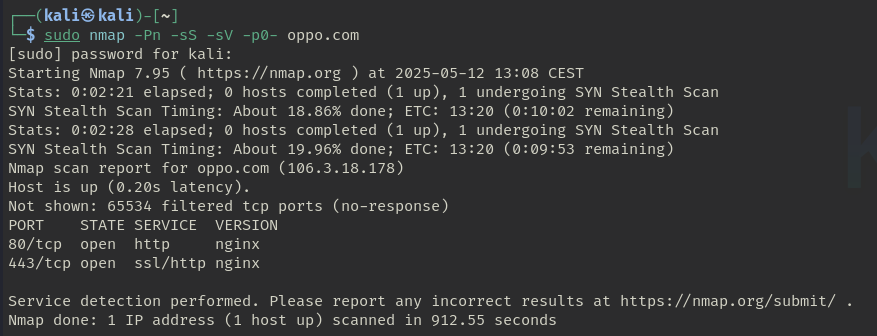 ┌──(kali㉿kali)-[~]
└─$ sudo nmap -Pn -sS -sV -p0- oppo.com
[sudo] password for kali:
Starting Nmap 7.95 ( https://nmap.org ) at 2025-05-12 13:08 CEST
Stats: 0:02:21 elapsed; 0 hosts completed (1 up), 1 undergoing SYN Stealth Scan
SYN Stealth Scan Timing: About 18.86% done; ETC: 13:20 (0:10:02 remaining)
Stats: 0:02:28 elapsed; 0 hosts completed (1 up), 1 undergoing SYN Stealth Scan
SYN Stealth Scan Timing: About 19.96% done; ETC: 13:20 (0:09:53 remaining)
Nmap scan report for oppo.com (106.3.18.178)
Host is up (0.20s latency).
Not shown: 65534 filtered tcp ports (no-response)
PORT    STATE SERVICE  VERSION
80/tcp  open  http     nginx
443/tcp open  ssl/http nginx
Service detection performed. Please report any incorrect results at https://nmap.org/submit/ .
Nmap done: 1 IP address (1 host up) scanned in 912.55 seconds